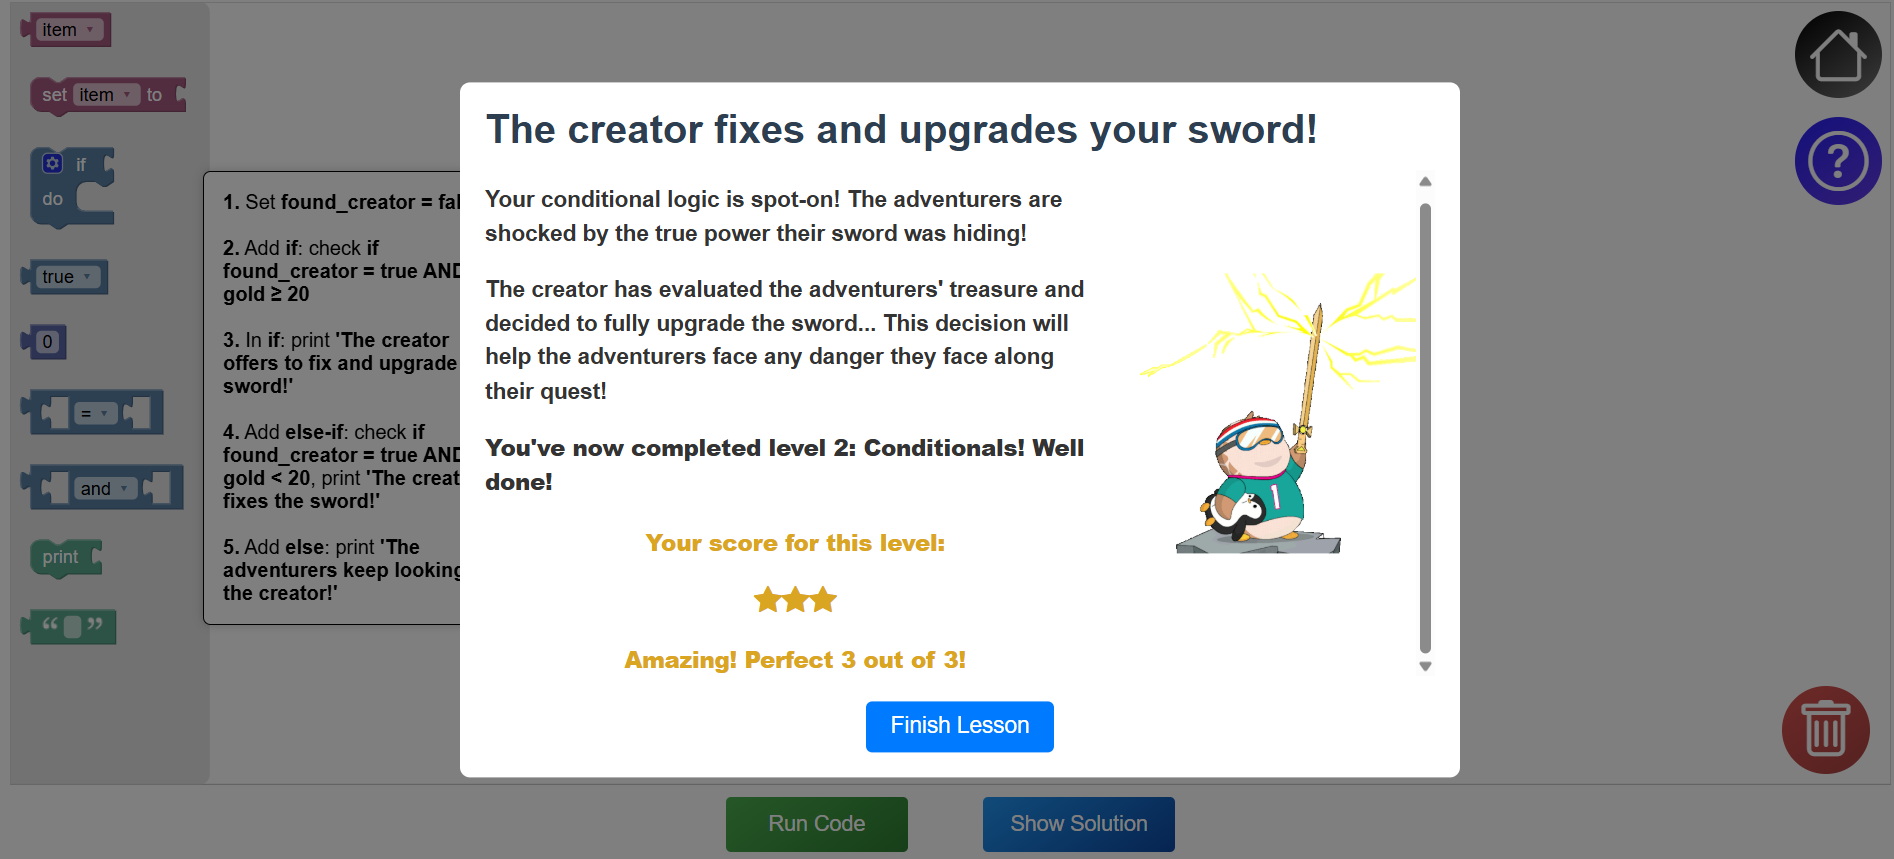 item
set item to
if
do
true
0
=
and
print
“ ”
1. Set found_creator = fal
2. Add if: check if
found_creator = true AND
gold ≥ 20
3. In if: print 'The creator
offers to fix and upgrade
sword!'
4. Add else-if: check if
found_creator = true AND
gold < 20, print 'The creat
fixes the sword!'
5. Add else: print 'The
adventurers keep looking
the creator!'
The creator fixes and upgrades your sword!
Your conditional logic is spot-on! The adventurers are
shocked by the true power their sword was hiding!
The creator has evaluated the adventurers' treasure and
decided to fully upgrade the sword... This decision will
help the adventurers face any danger they face along
their quest!
You've now completed level 2: Conditionals! Well
done!
Your score for this level:
Amazing! Perfect 3 out of 3!
Finish Lesson
1
?
Run Code
Show Solution